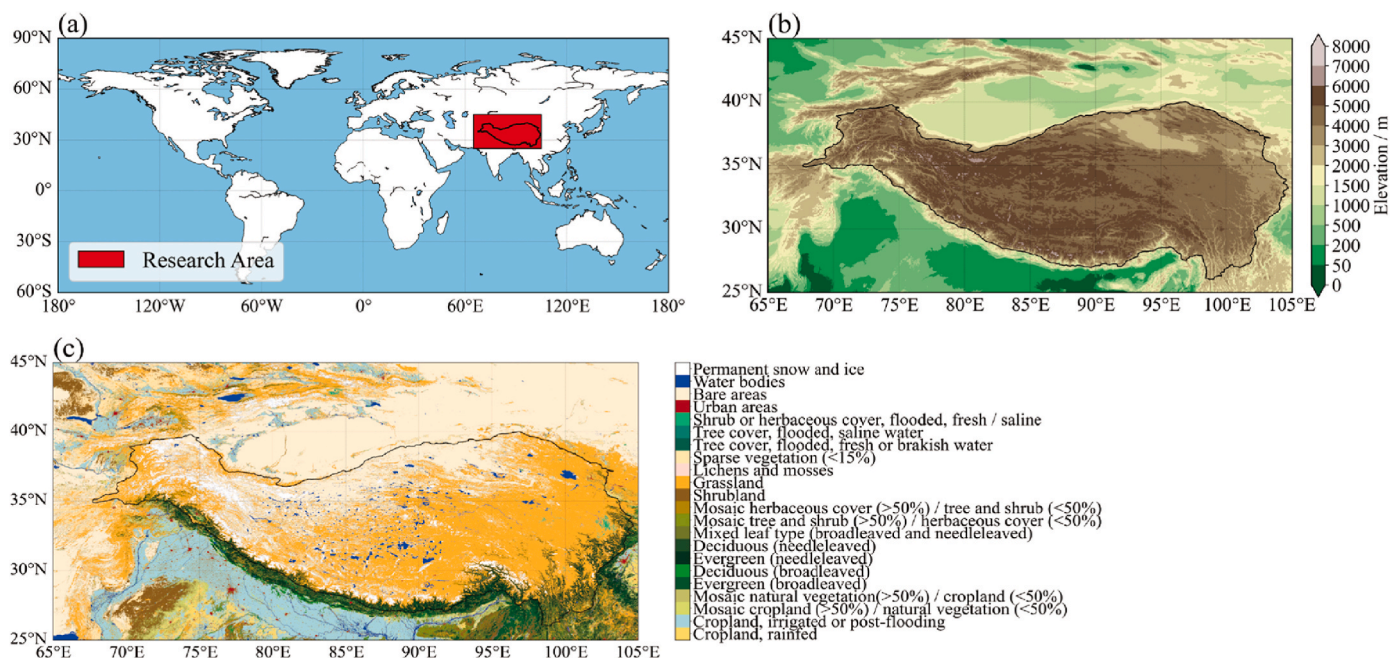 (a)
90°N
60°N
30°N
0°
30°S
60°S
180°
120°W
60°W
0°
60°E
120°E
180°
Research Area
(b)
45°N
40°N
35°N
30°N
25°N
65°E
70°E
75°E
80°E
85°E
90°E
95°E
100°E
105°E
8000
7000
6000
5000
4000
3000
2000
1500
1000
500
200
50
0
Elevation / m
(c)
45°N
40°N
35°N
30°N
25°N
65°E
70°E
75°E
80°E
85°E
90°E
95°E
100°E
105°E
Permanent snow and ice
Water bodies
Bare areas
Urban areas
Shrub or herbaceous cover, flooded, fresh / saline
Tree cover, flooded, saline water
Tree cover, flooded, fresh or brakish water
Sparse vegetation (<15%)
Lichens and mosses
Grassland
Shrubland
Mosaic herbaceous cover (>50%) / tree and shrub (<50%)
Mosaic tree and shrub (>50%) / herbaceous cover (<50%)
Mixed leaf type (broadleaved and needleleaved)
Deciduous (needleleaved)
Evergreen (needleleaved)
Deciduous (broadleaved)
Evergreen (broadleaved)
Mosaic natural vegetation(>50%) / cropland (<50%)
Mosaic cropland (>50%) / natural vegetation (<50%)
Cropland, irrigated or post-flooding
Cropland, rainfed